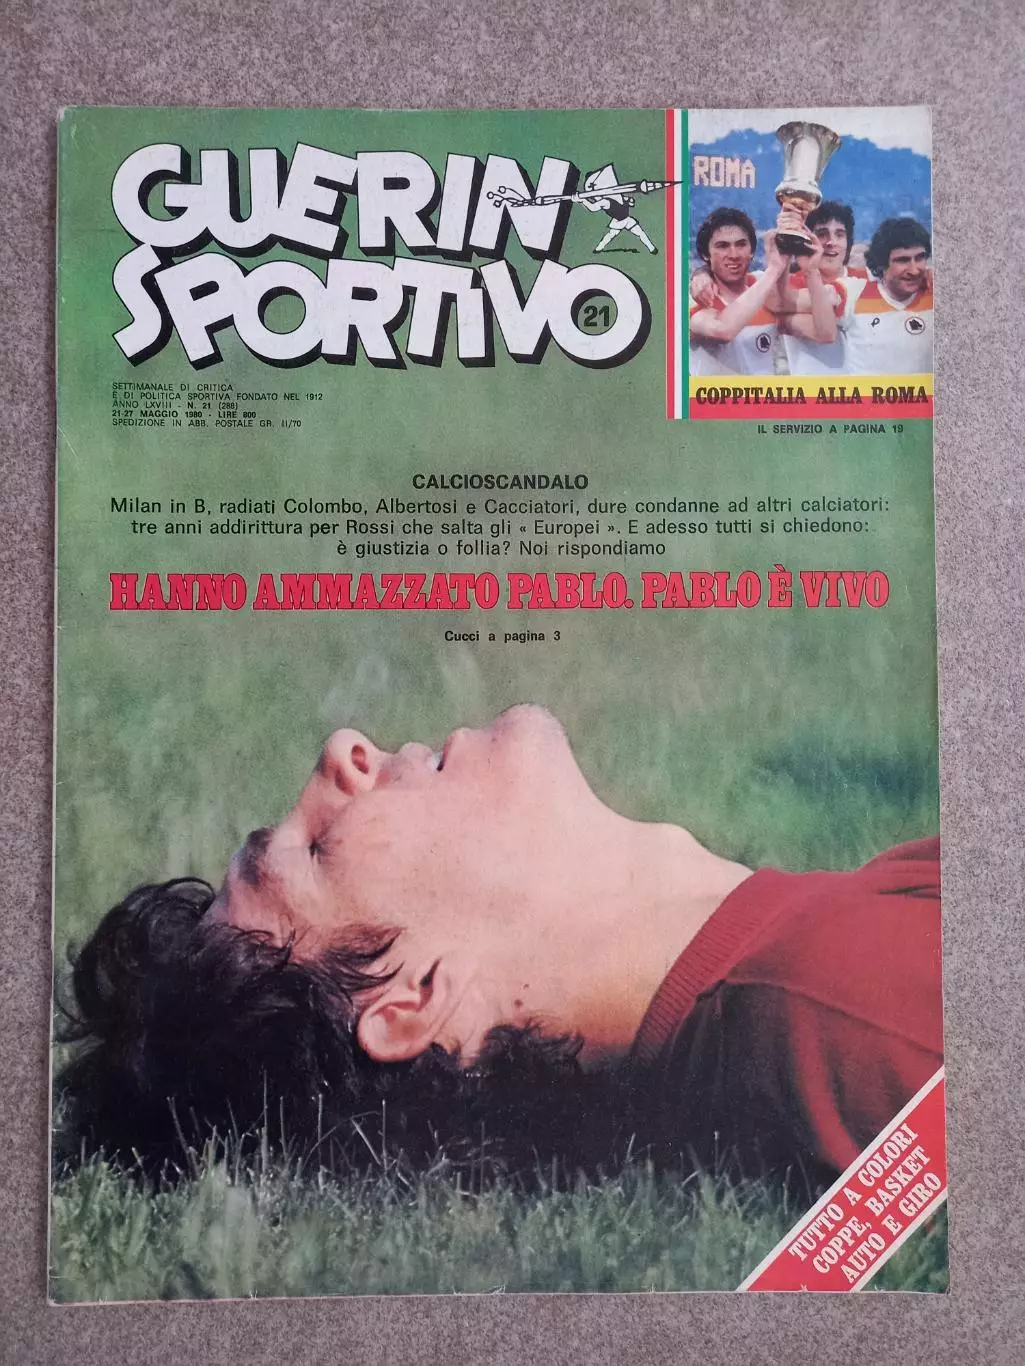 GUERIN
SPORTIVO
21
ROMA
COPPITALIA ALLA ROMA
IL SERVIZIO A PAGINA 19
SETTIMANALE DI CRITICA
E DI POLITICA SPORTIVA FONDATO NEL 1912
ANNO LXVIII - N. 21 (288)
21-27 MAGGIO 1980 - LIRE 800
SPEDIZIONE IN ABB. POSTALE GR. II/70
CALCIOSCANDALO
Milan in B, radiati Colombo, Albertosi e Cacciatori, dure condanne ad altri calciatori:
tre anni addirittura per Rossi che salta gli « Europei ». E adesso tutti si chiedono:
è giustizia o follia? Noi rispondiamo
HANNO AMMAZZATO PABLO. PABLO È VIVO
Cucci a pagina 3
TUTTO A COLORI
COPPE, BASKET
AUTO E GIRO